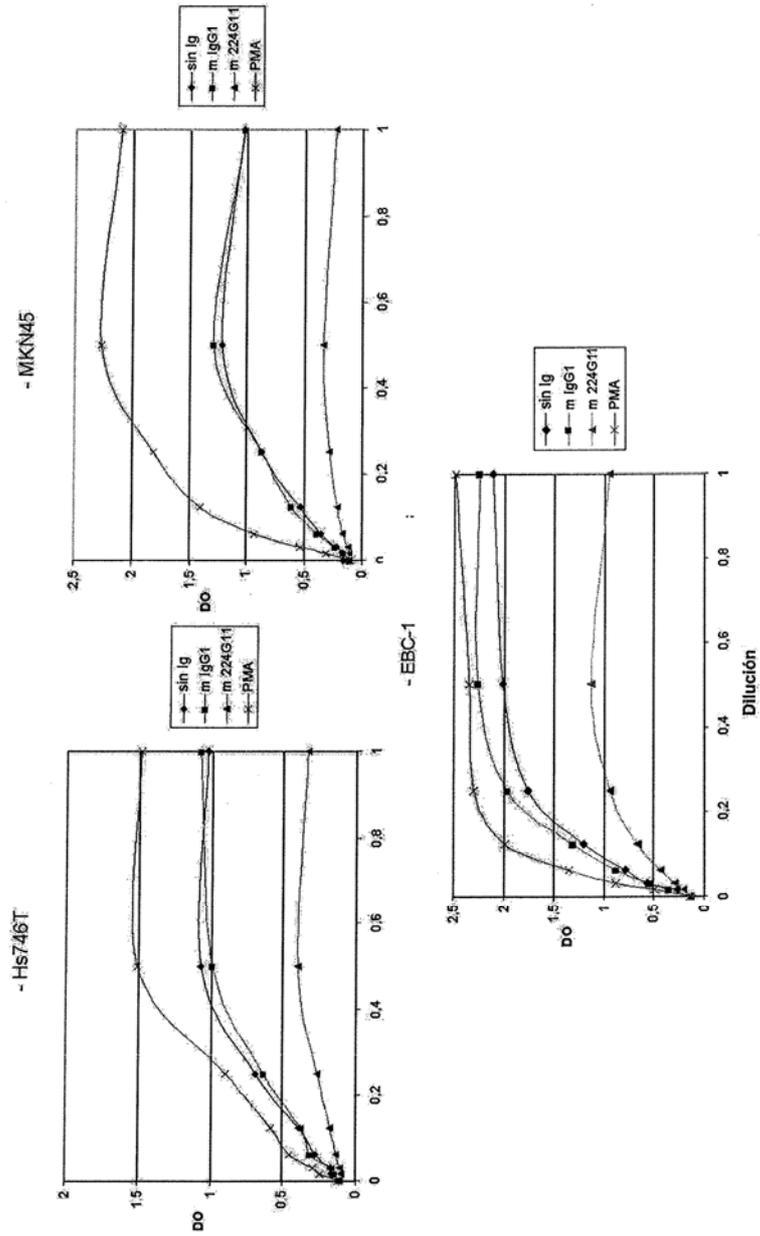 - Hs746T
DO
2
1,5
1
0,5
0
0
0,2
0,4
0,6
0,8
1
sin Ig
m IgG1
m 224G11
PMA
- MKN45
DO
2,5
2
1,5
1
0,5
0
0
0,2
0,4
0,6
0,8
1
sin Ig
m IgG1
m 224G11
PMA
- EBC-1
DO
2,5
2
1,5
1
0,5
0
0
0,2
0,4
0,6
0,8
1
Dilución
sin Ig
m IgG1
m 224G11
PMA